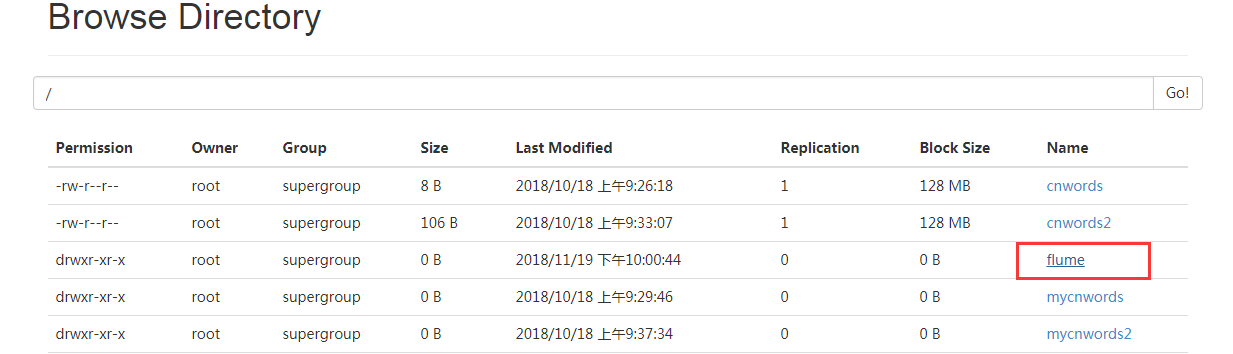 Browse Directory
/ Go!
Permission Owner Group Size Last Modified Replication Block Size Name
-rw-r--r-- root supergroup 8 B 2018/10/18 上午9:26:18 1 128 MB cnwords
-rw-r--r-- root supergroup 106 B 2018/10/18 上午9:33:07 1 128 MB cnwords2
drwxr-xr-x root supergroup 0 B 2018/11/19 下午10:00:44 0 0 B flume
drwxr-xr-x root supergroup 0 B 2018/10/18 上午9:29:46 0 0 B mycnwords
drwxr-xr-x root supergroup 0 B 2018/10/18 上午9:37:34 0 0 B mycnwords2